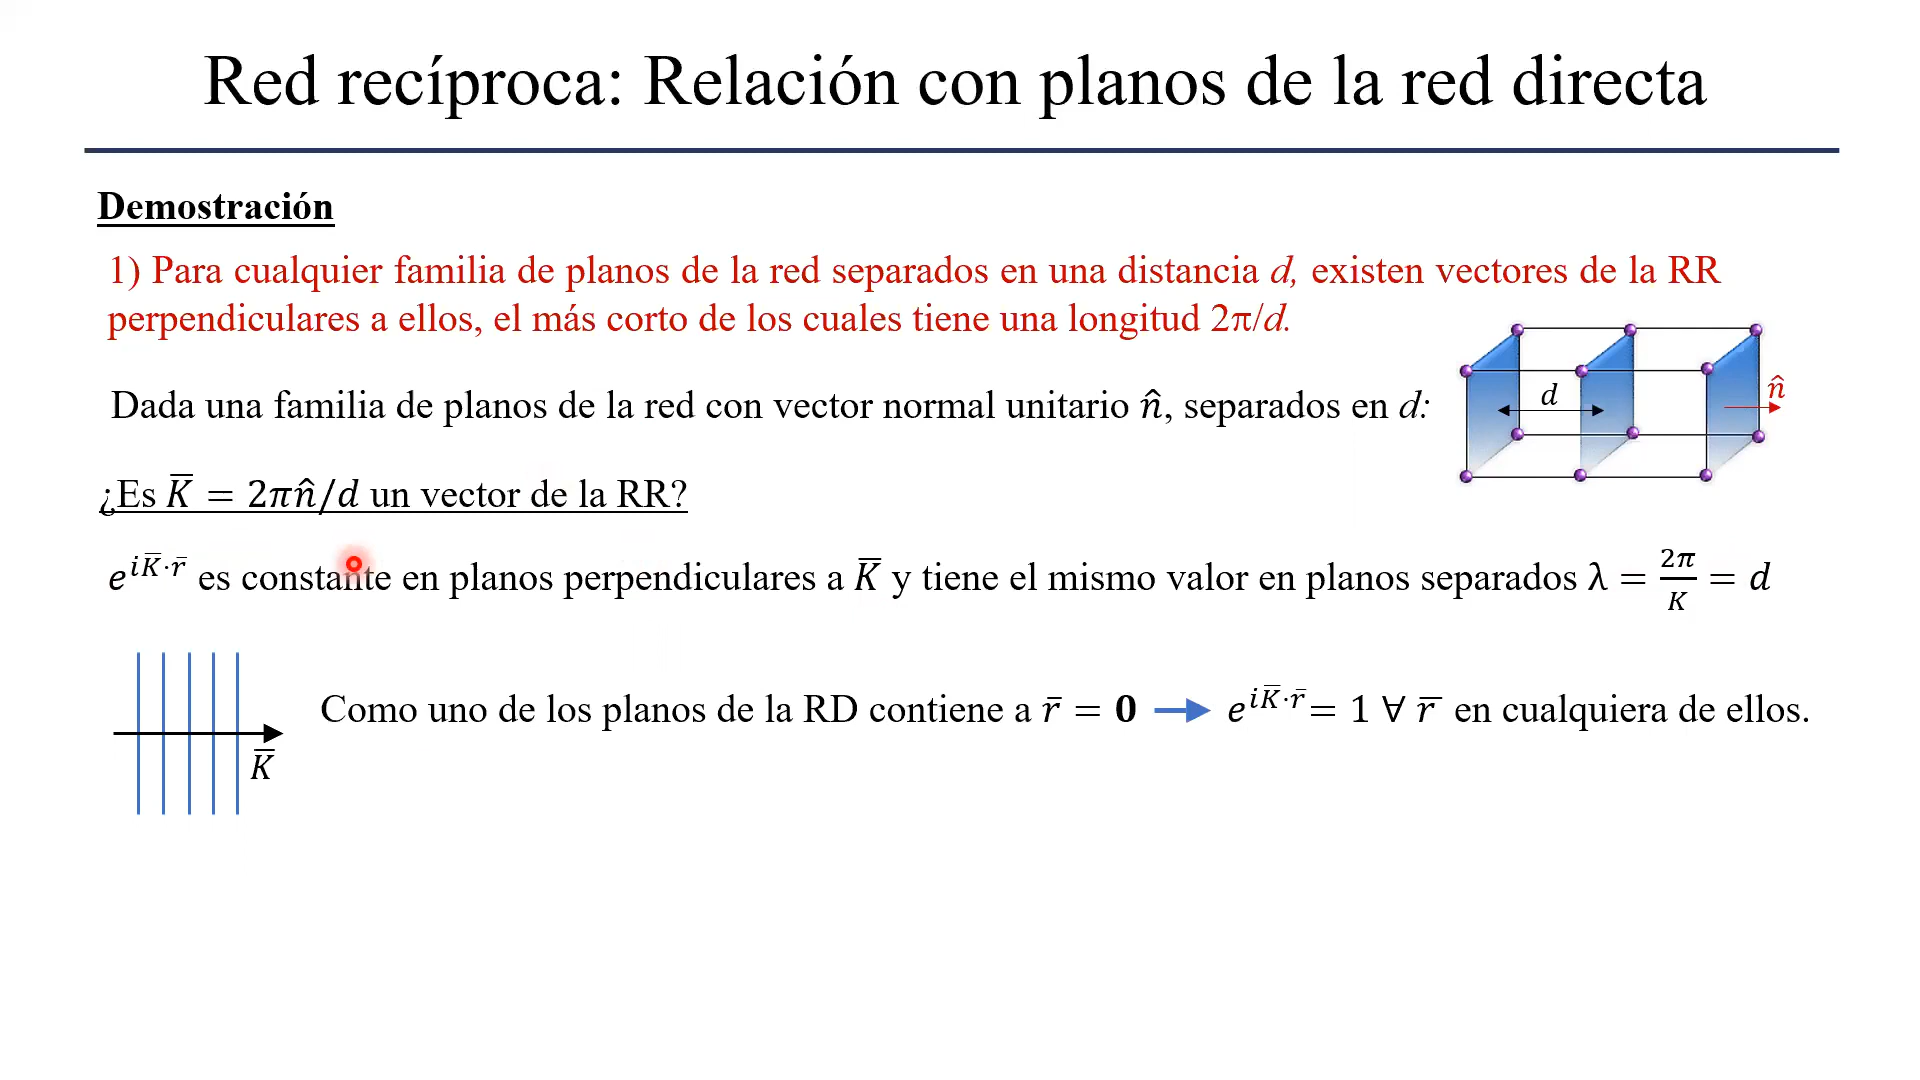 Red recíproca: Relación con planos de la red directa
Demostración
1) Para cualquier familia de planos de la red separados en una distancia d, existen vectores de la RR
perpendiculares a ellos, el más corto de los cuales tiene una longitud 2π/d.
Dada una familia de planos de la red con vector normal unitario n̂, separados en d:
d
n̂
¿Es K̅ = 2πn̂/d un vector de la RR?
e^{iK̅·r̅} es constante en planos perpendiculares a K̅ y tiene el mismo valor en planos separados λ = 2π/K = d
Como uno de los planos de la RD contiene a r̅ = 0 → e^{iK̅·r̅} = 1 ∀ r̅ en cualquiera de ellos.
K̅